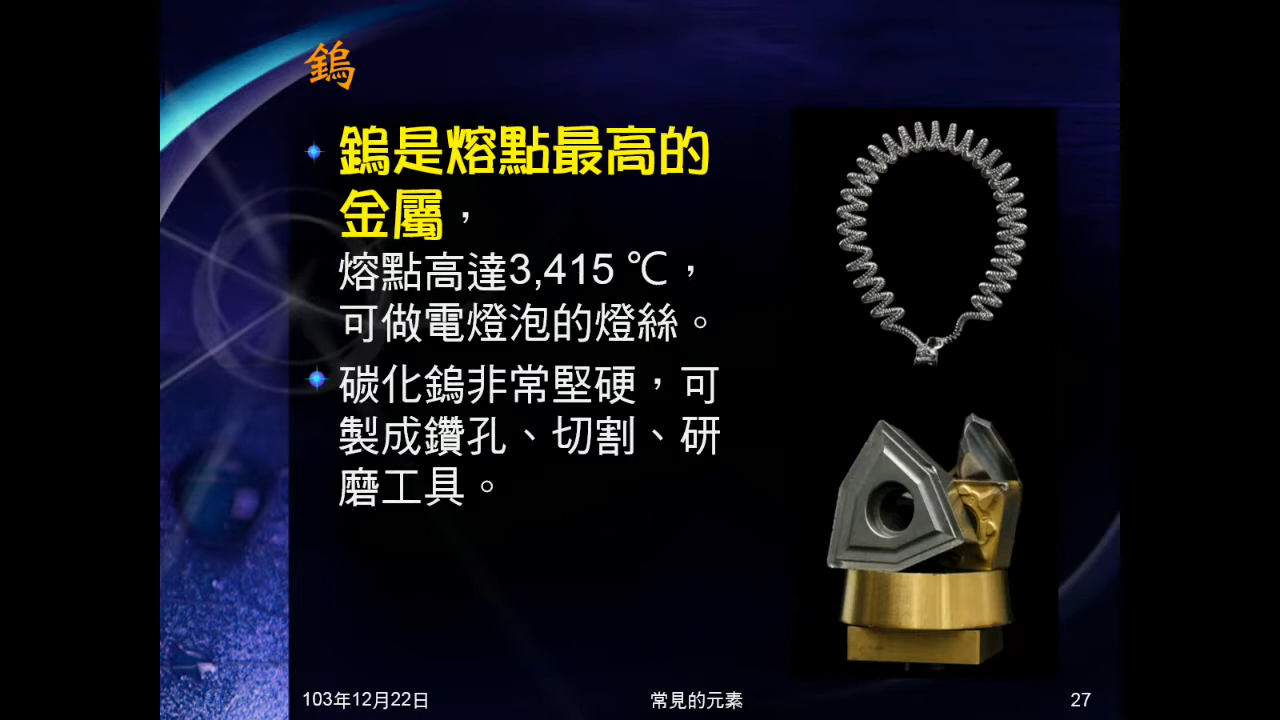 鎢
鎢是熔點最高的
金屬，
熔點高達3,415 ℃，
可做電燈泡的燈絲。
碳化鎢非常堅硬，可
製成鑽孔、切割、研
磨工具。
103年12月22日
常見的元素
27